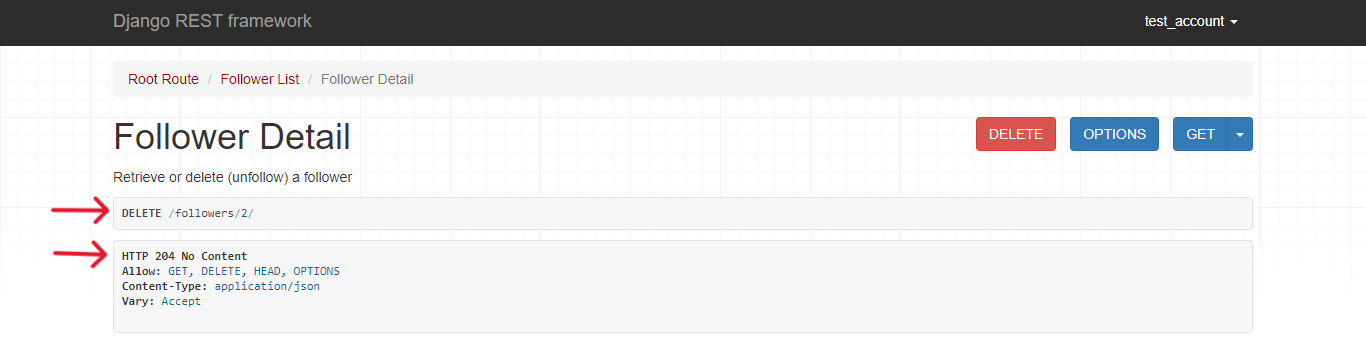 Django REST framework
test_account
Root Route / Follower List / Follower Detail
Follower Detail
DELETE
OPTIONS
GET
Retrieve or delete (unfollow) a follower
DELETE /followers/2/
HTTP 204 No Content
Allow: GET, DELETE, HEAD, OPTIONS
Content-Type: application/json
Vary: Accept